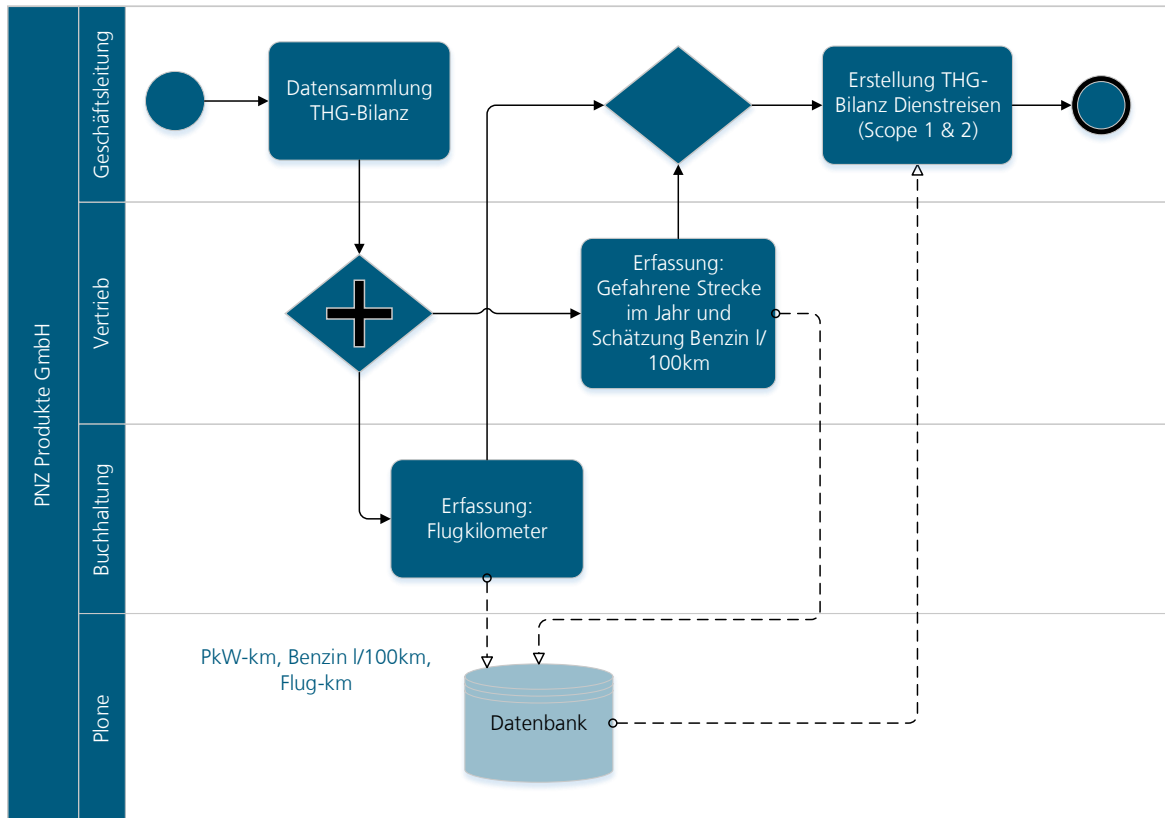 PNZ Produkte GmbH
Geschäftsleitung
Datensammlung
THG-Bilanz
Erstellung THG-
Bilanz Dienstreisen
(Scope 1 & 2)
Vertrieb
Erfassung:
Gefahrene Strecke
im Jahr und
Schätzung Benzin l/
100km
Buchhaltung
Erfassung:
Flugkilometer
Plone
PkW-km, Benzin l/100km,
Flug-km
Datenbank